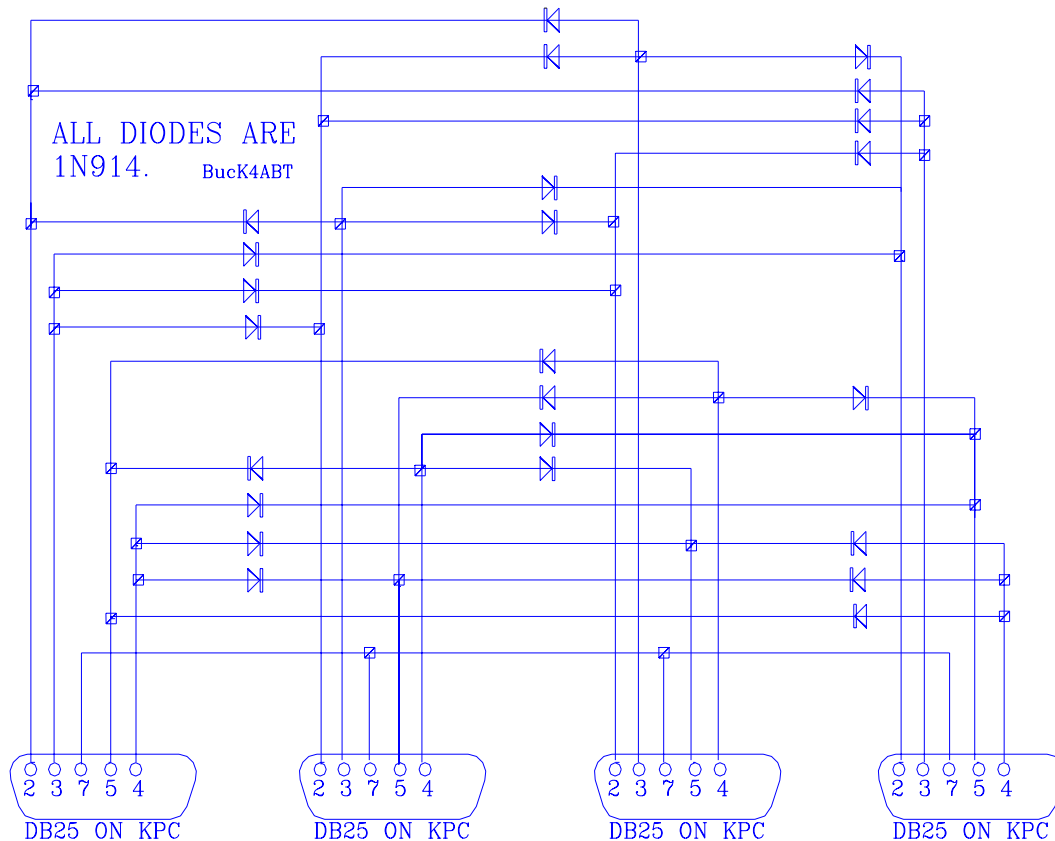 ALL DIODES ARE
1N914. BucK4ABT
2 3 7 5 4 2 3 7 5 4 2 3 7 5 4 2 3 7 5 4
DB25 ON KPC DB25 ON KPC DB25 ON KPC DB25 ON KPC